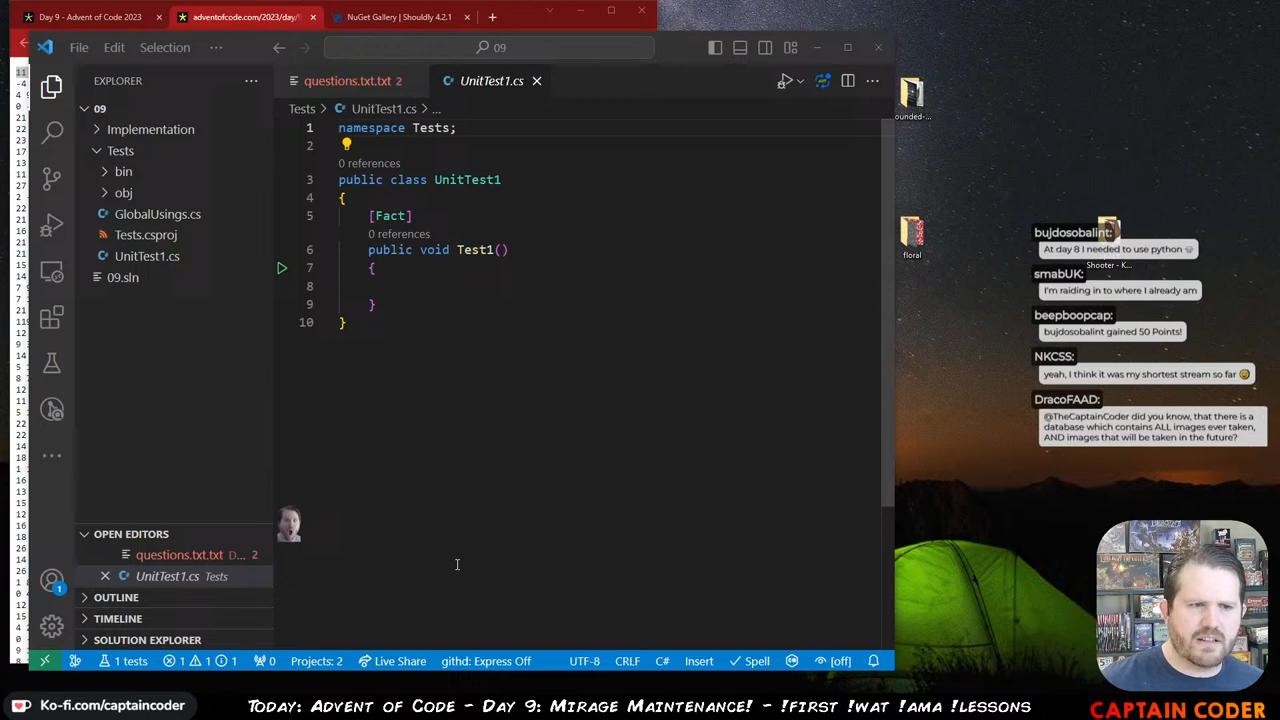 Day 9 - Advent of Code 2023
adventofcode.com/2023/day/
NuGet Gallery | Shouldly 4.2.1
File
Edit
Selection
09
EXPLORER
questions.txt.txt 2
UnitTest1.cs
09
Implementation
Tests
bin
obj
GlobalUsings.cs
Tests.csproj
UnitTest1.cs
09.sln
Tests
UnitTest1.cs
...
1 namespace Tests;
2
0 references
3 public class UnitTest1
4 {
5 [Fact]
0 references
6 public void Test1()
7 {
8
9 }
10 }
OPEN EDITORS
questions.txt.txt D... 2
UnitTest1.cs Tests
OUTLINE
TIMELINE
SOLUTION EXPLORER
1
1 tests
1
1
1
0
Projects: 2
Live Share
githd: Express Off
UTF-8
CRLF
C#
Insert
Spell
[off]
ounded-...
floral
Shooter - K...
bujdosobalint:
At day 8 I needed to use python
smabUK:
I'm raiding in to where I already am
beepboopcap:
bujdosobalint gained 50 Points!
NKCSS:
yeah, I think it was my shortest stream so far
DracoFAAD:
@TheCaptainCoder did you know, that there is a
database which contains ALL images ever taken,
AND images that will be taken in the future?
Ko-fi.com/captaincoder
Today: Advent of Code - Day 9: Mirage Maintenance! - !first !wat !ama !lessons
CAPTAIN CODER